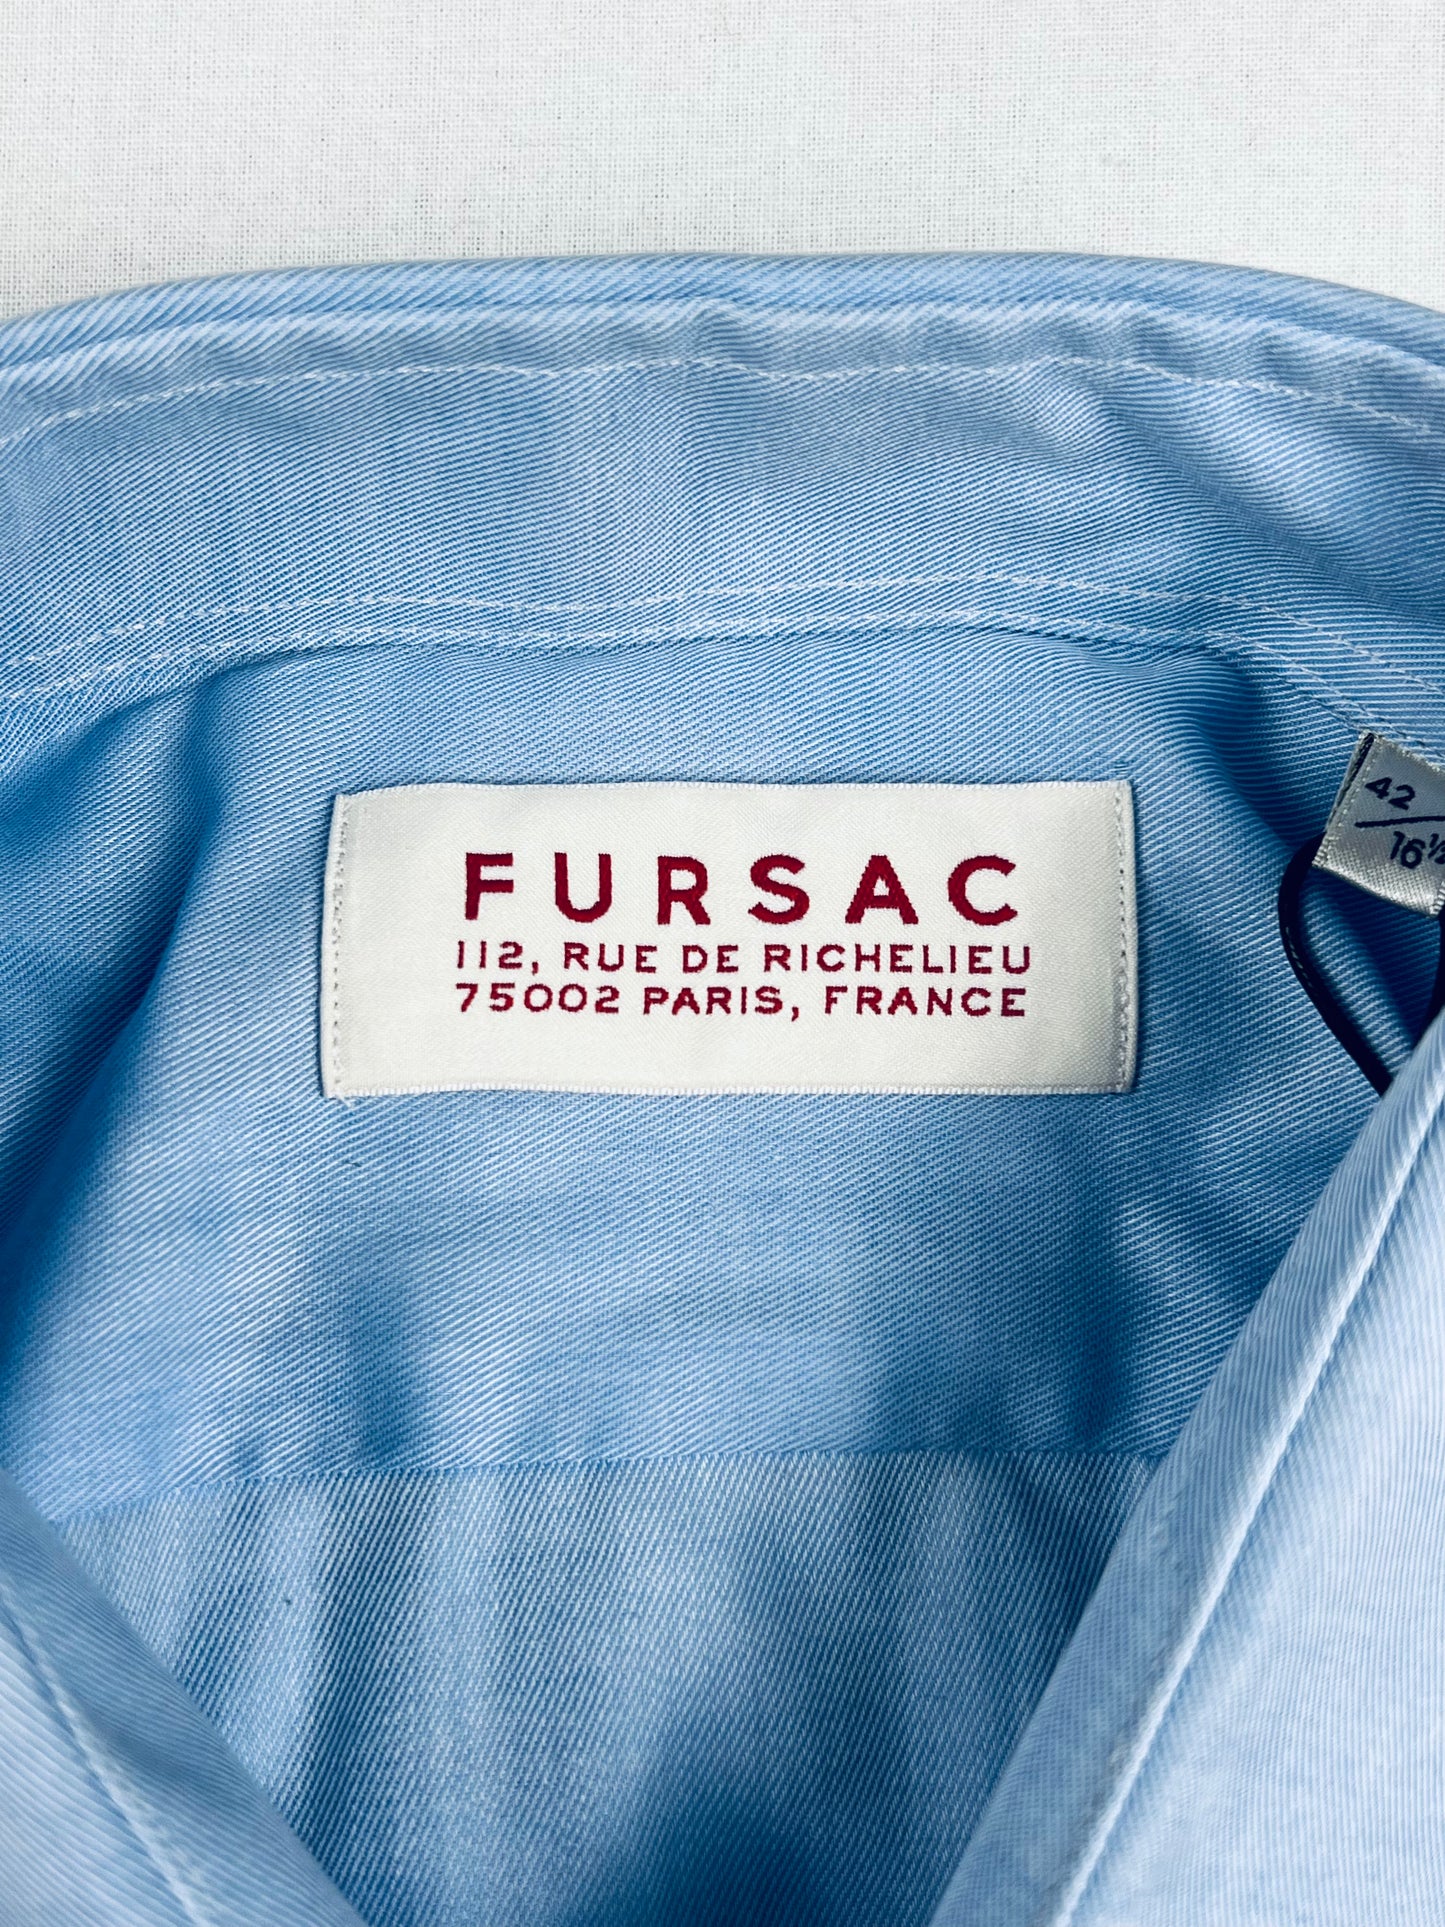 FURSAC
112, RUE DE RICHELIEU
75002 PARIS, FRANCE
42
16½